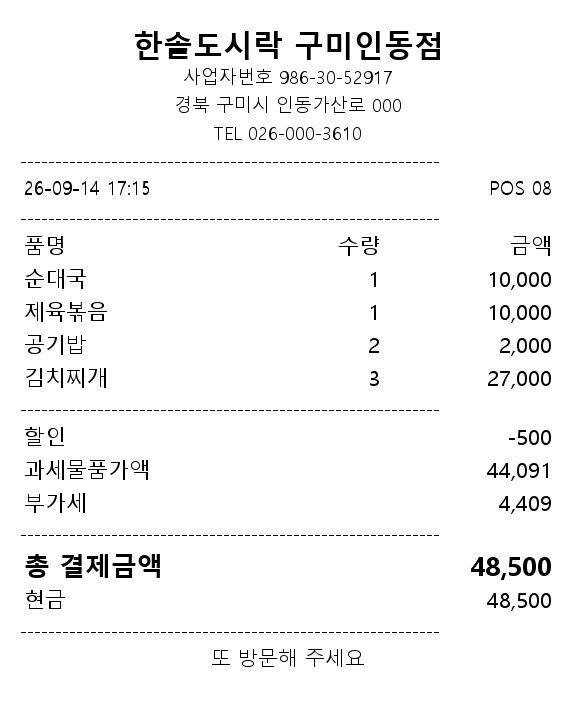 한솥도시락 구미인동점
사업자번호 986-30-52917
경북 구미시 인동가산로 000
TEL 026-000-3610
26-09-14 17:15 POS 08
품명 수량 금액
순대국 1 10,000
제육볶음 1 10,000
공기밥 2 2,000
김치찌개 3 27,000
할인 -500
과세물품가액 44,091
부가세 4,409
총 결제금액 48,500
현금 48,500
또 방문해 주세요